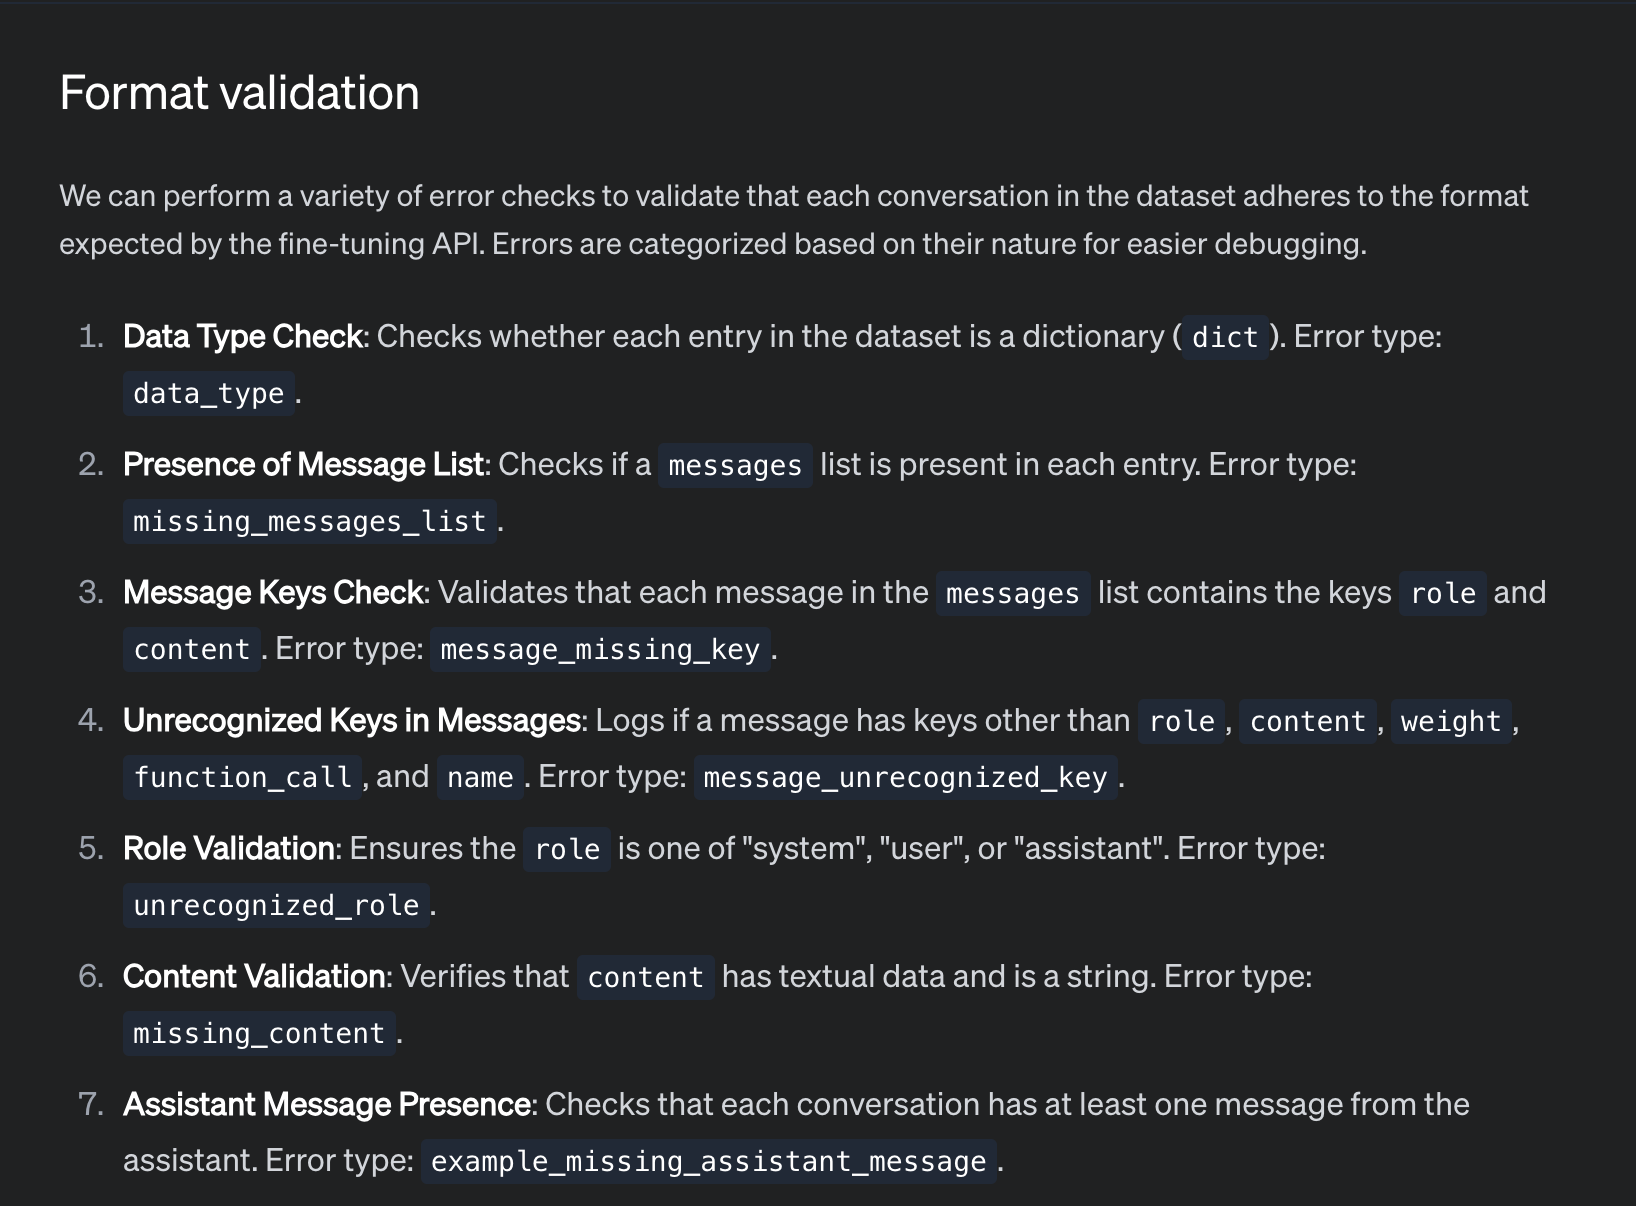 Format validation
We can perform a variety of error checks to validate that each conversation in the dataset adheres to the format
expected by the fine-tuning API. Errors are categorized based on their nature for easier debugging.
1. Data Type Check: Checks whether each entry in the dataset is a dictionary ( dict ). Error type:
data_type .
2. Presence of Message List: Checks if a messages list is present in each entry. Error type:
missing_messages_list .
3. Message Keys Check: Validates that each message in the messages list contains the keys role and
content . Error type: message_missing_key .
4. Unrecognized Keys in Messages: Logs if a message has keys other than role , content , weight ,
function_call , and name . Error type: message_unrecognized_key .
5. Role Validation: Ensures the role is one of "system", "user", or "assistant". Error type:
unrecognized_role .
6. Content Validation: Verifies that content has textual data and is a string. Error type:
missing_content .
7. Assistant Message Presence: Checks that each conversation has at least one message from the
assistant. Error type: example_missing_assistant_message .